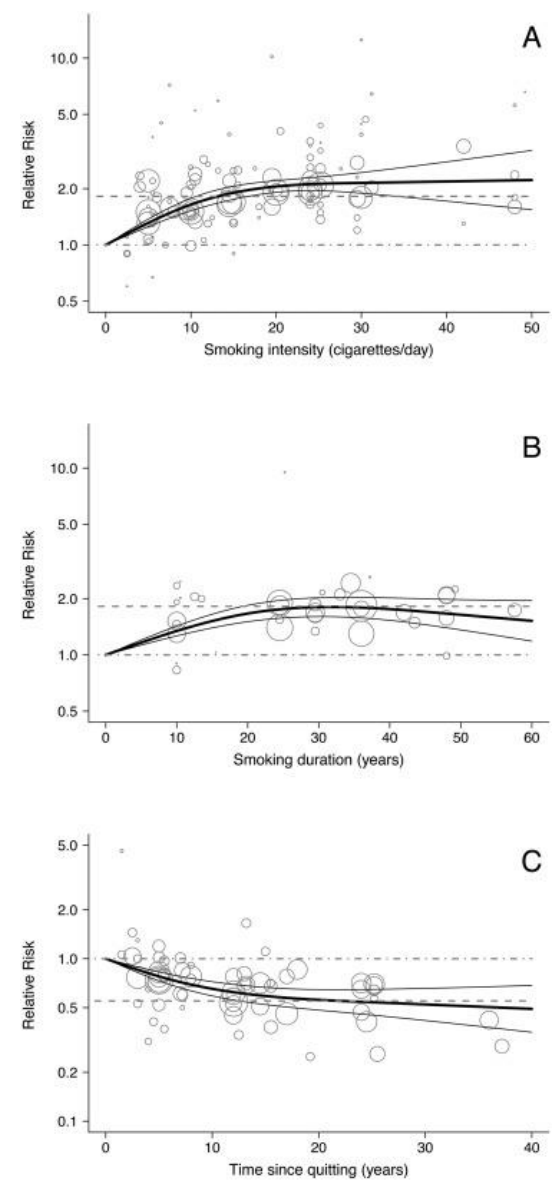 A
10.0
5.0
2.0
1.0
0.5
Relative Risk
0 10 20 30 40 50
Smoking intensity (cigarettes/day)
B
10.0
5.0
2.0
1.0
0.5
Relative Risk
0 10 20 30 40 50 60
Smoking duration (years)
C
5.0
2.0
1.0
0.5
0.2
0.1
Relative Risk
0 10 20 30 40
Time since quitting (years)